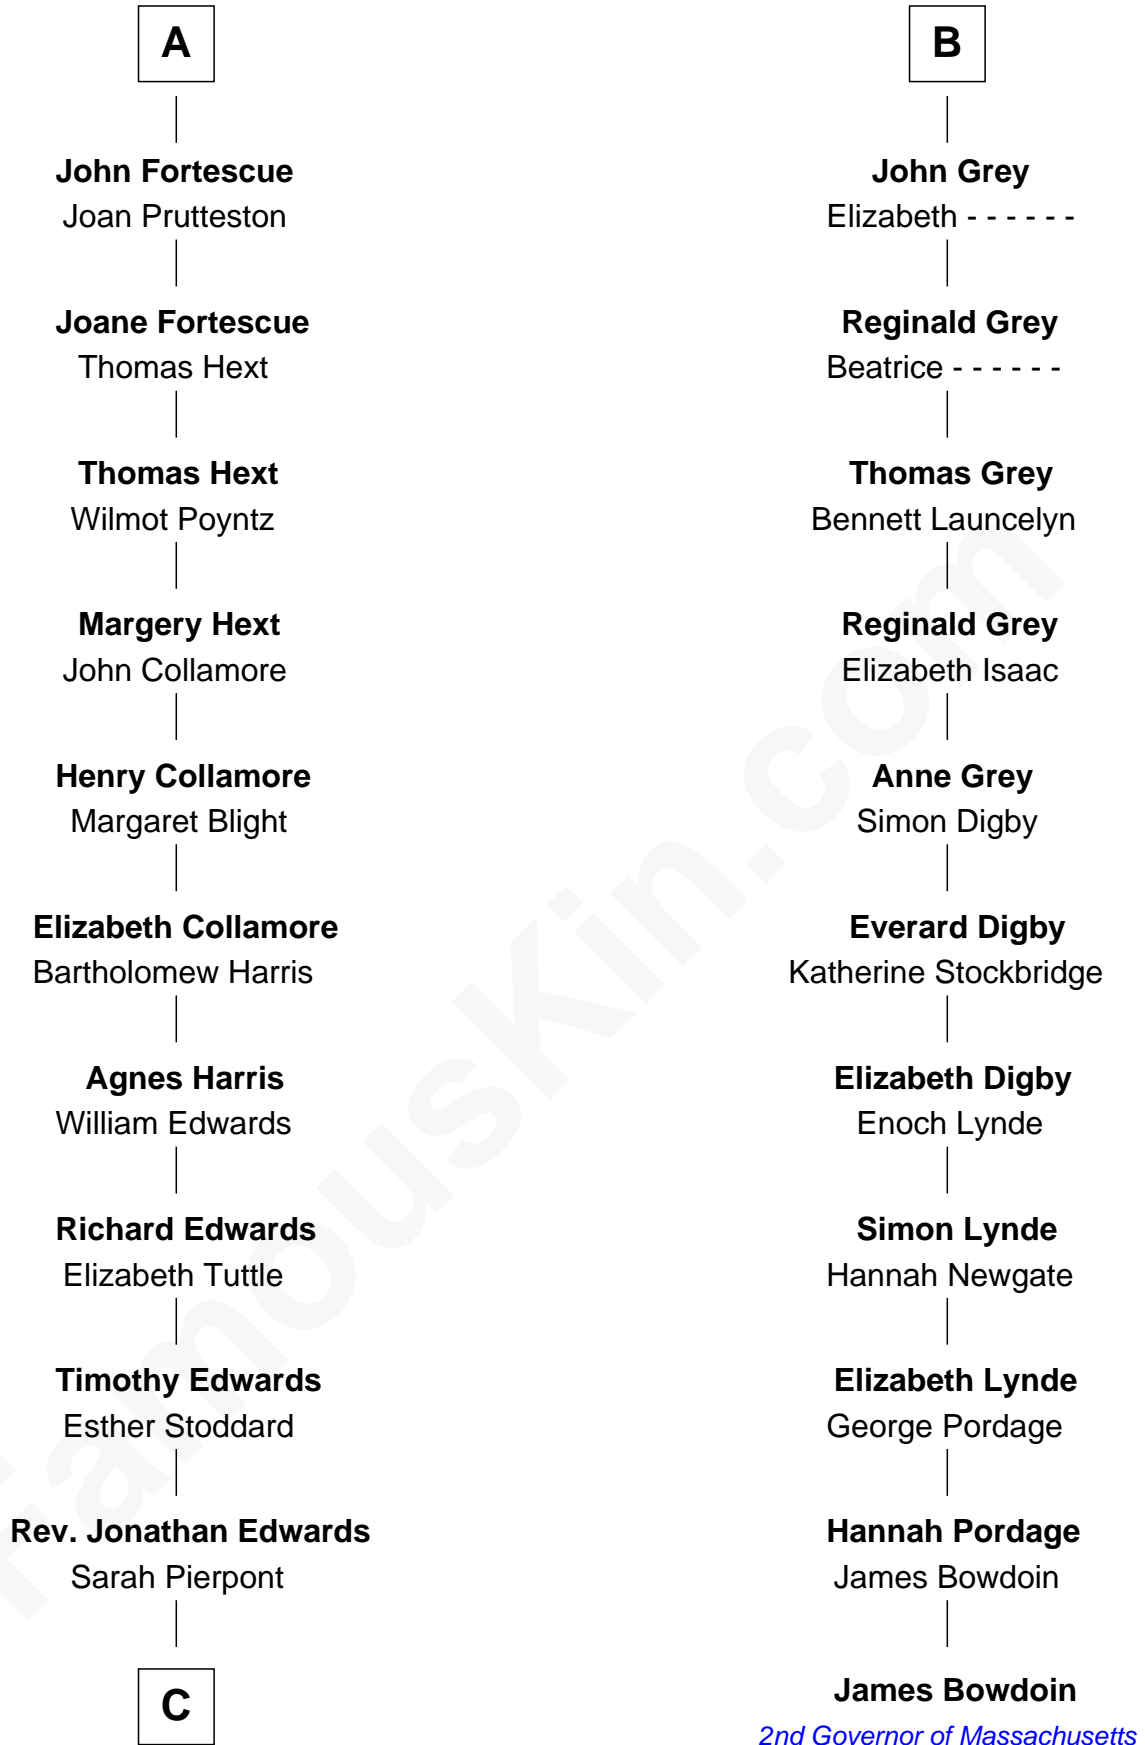 A
John Fortescue
Joan Prutteston
Joane Fortescue
Thomas Hext
Thomas Hext
Wilmot Poyntz
Margery Hext
John Collamore
Henry Collamore
Margaret Blight
Elizabeth Collamore
Bartholomew Harris
Agnes Harris
William Edwards
Richard Edwards
Elizabeth Tuttle
Timothy Edwards
Esther Stoddard
Rev. Jonathan Edwards
Sarah Pierpont
C
B
John Grey
Elizabeth - - - - - -
Reginald Grey
Beatrice - - - - - -
Thomas Grey
Bennett Launcelyn
Reginald Grey
Elizabeth Isaac
Anne Grey
Simon Digby
Everard Digby
Katherine Stockbridge
Elizabeth Digby
Enoch Lynde
Simon Lynde
Hannah Newgate
Elizabeth Lynde
George Pordage
Hannah Pordage
James Bowdoin
James Bowdoin
2nd Governor of Massachusetts
FamousKin.com